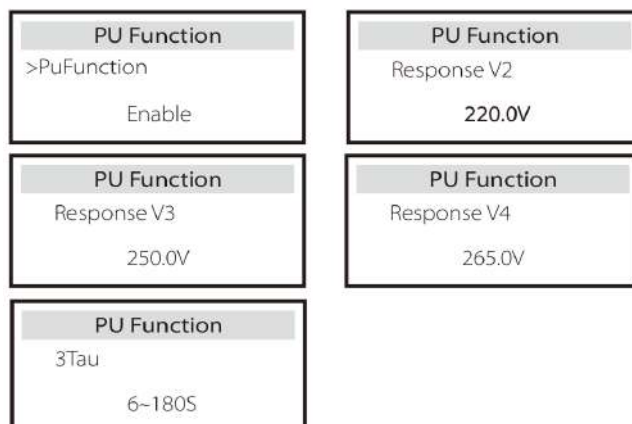 PU Function
>PuFunction
Enable
PU Function
Response V2
220.0V
PU Function
Response V3
250.0V
PU Function
Response V4
265.0V
PU Function
3Tau
6~180S